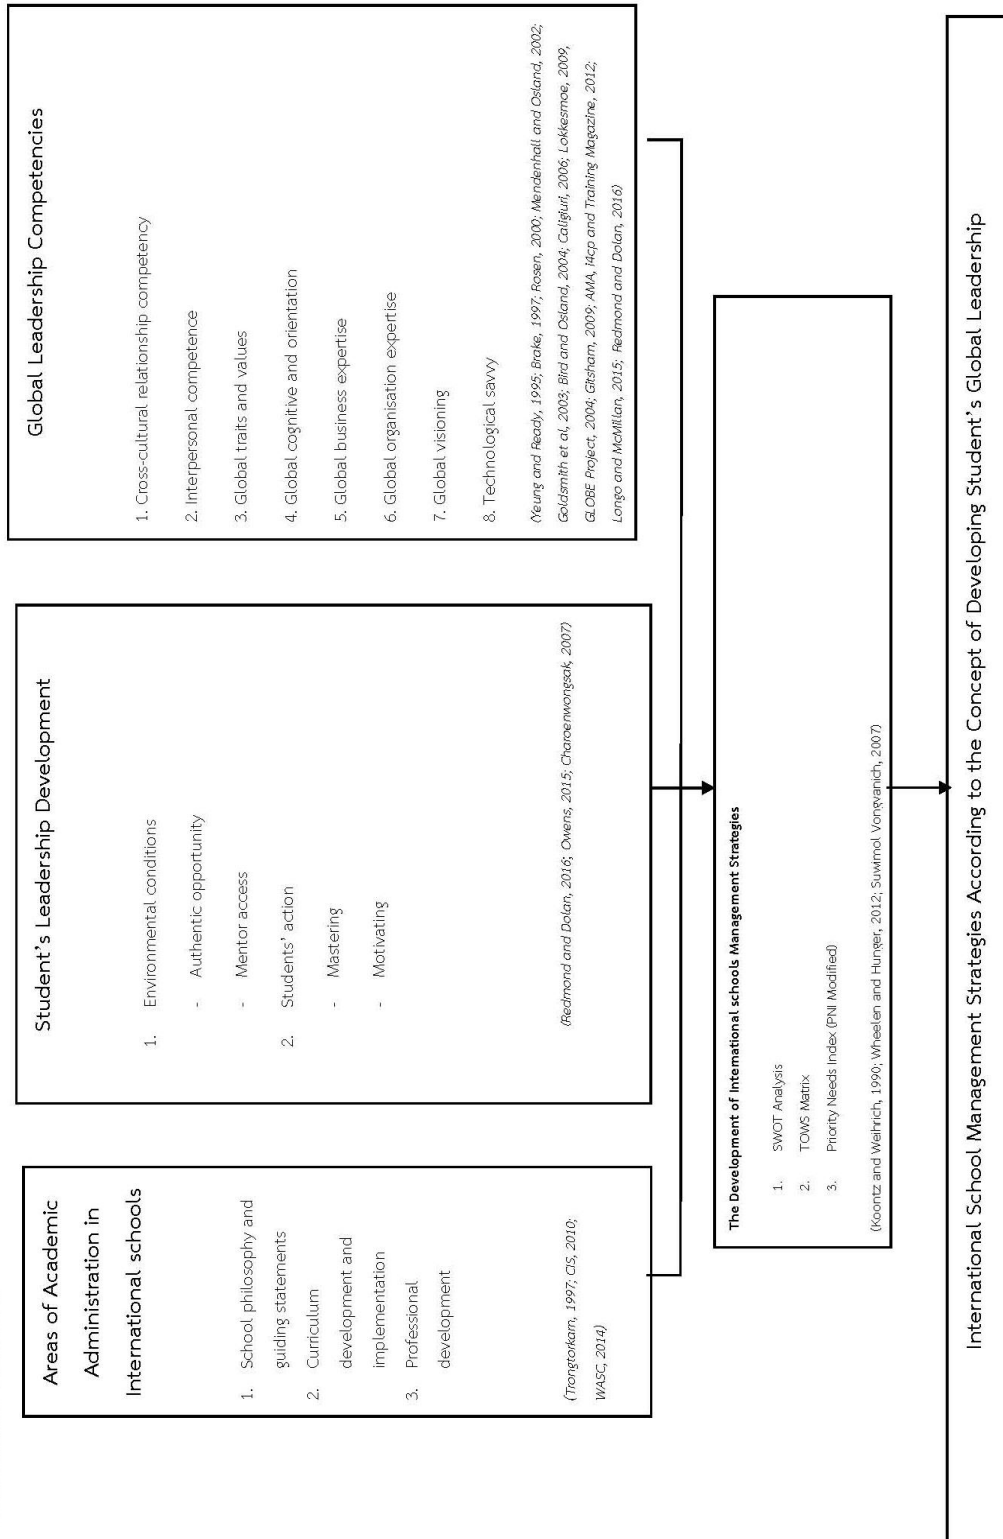 Areas of Academic
Administration in
International schools
1. School philosophy and
guiding statements
2. Curriculum
development and
implementation
3. Professional
development
(Trongtorkarn, 1997; CIS, 2010;
WASC, 2014)
Student's Leadership Development
1. Environmental conditions
- Authentic opportunity
- Mentor access
2. Students' action
- Mastering
- Motivating
(Redmond and Dolan, 2016; Owens, 2015; Charoenwongsak, 2007)
Global Leadership Competencies
1. Cross-cultural relationship competency
2. Interpersonal competence
3. Global traits and values
4. Global cognitive and orientation
5. Global business expertise
6. Global organisation expertise
7. Global visioning
8. Technological savvy
(Yeung and Ready, 1995; Brake, 1997; Rosen, 2000; Mendenhall and Osland, 2002;
Goldsmith et al, 2003; Bird and Osland, 2004; Caligiuri, 2006; Lokkesmoe, 2009,
GLOBE Project, 2004; Gitsham, 2009; AMA, i4cp and Training Magazine, 2012;
Longo and McMillan, 2015; Redmond and Dolan, 2016)
The Development of International schools Management Strategies
1. SWOT Analysis
2. TOWS Matrix
3. Priority Needs Index (PNI Modified)
(Koontz and Weihrich, 1990; Wheelen and Hunger, 2012; Suwimol Vongvanich, 2007)
International School Management Strategies According to the Concept of Developing Student's Global Leadership